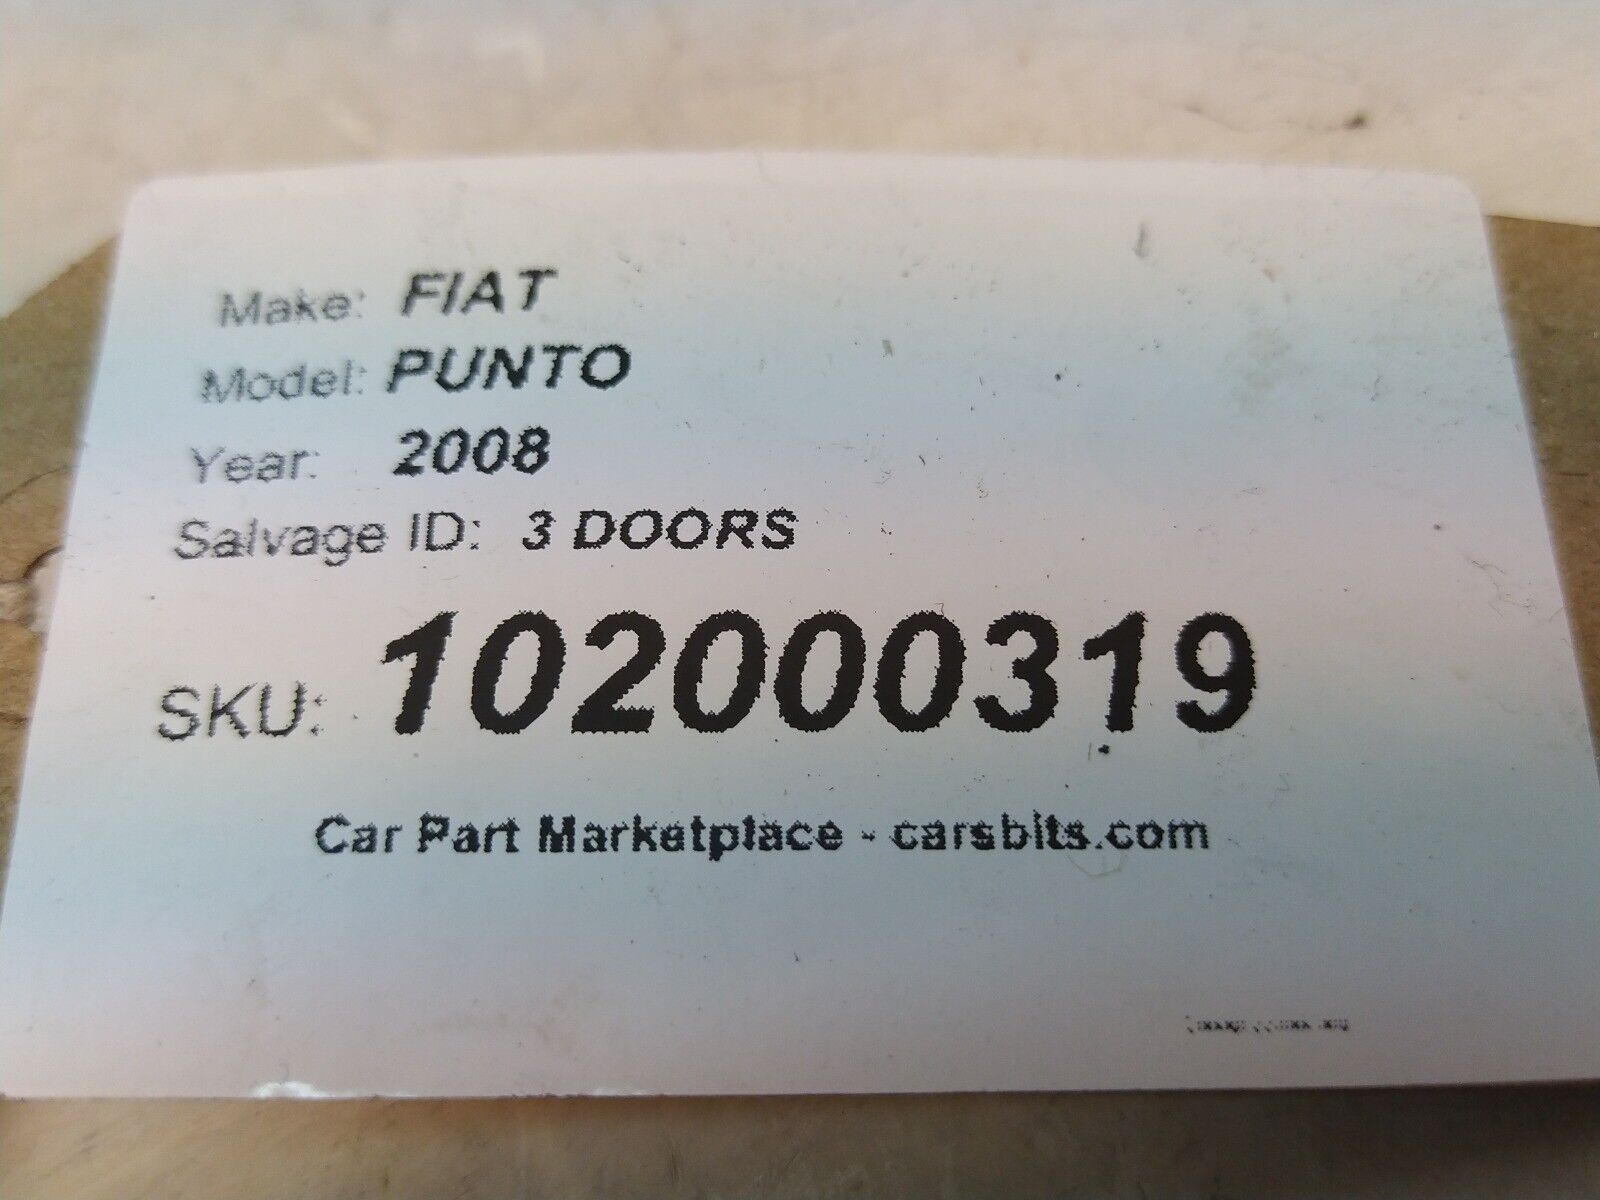 Make: FIAT
Model: PUNTO
Year: 2008
Salvage ID: 3 DOORS
SKU: 102000319
Car Part Marketplace - carsbits.com